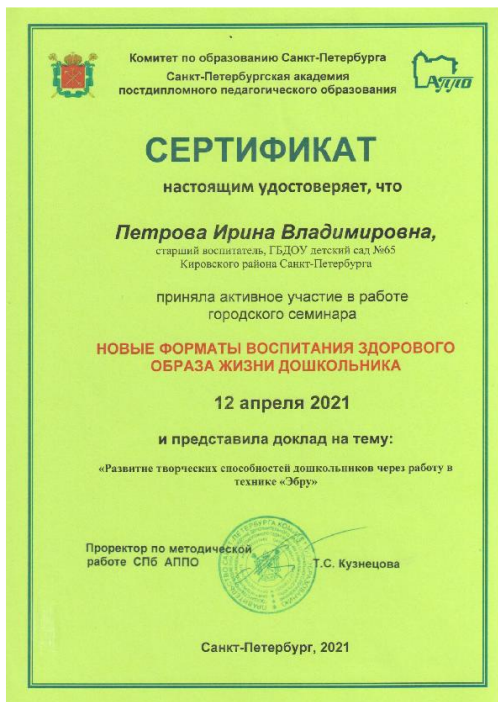 Комитет по образованию Санкт-Петербурга
Санкт-Петербургская академия
постдипломного педагогического образования
АППО
СЕРТИФИКАТ
настоящим удостоверяет, что
Петрова Ирина Владимировна,
старший воспитатель, ГБДОУ детский сад №65
Кировского района Санкт-Петербурга
приняла активное участие в работе
городского семинара
НОВЫЕ ФОРМАТЫ ВОСПИТАНИЯ ЗДОРОВОГО
ОБРАЗА ЖИЗНИ ДОШКОЛЬНИКА
12 апреля 2021
и представила доклад на тему:
«Развитие творческих способностей дошкольников через работу в
технике «Эбру»
Проректор по методической
работе СПб АППО
Т.С. Кузнецова
Санкт-Петербург, 2021